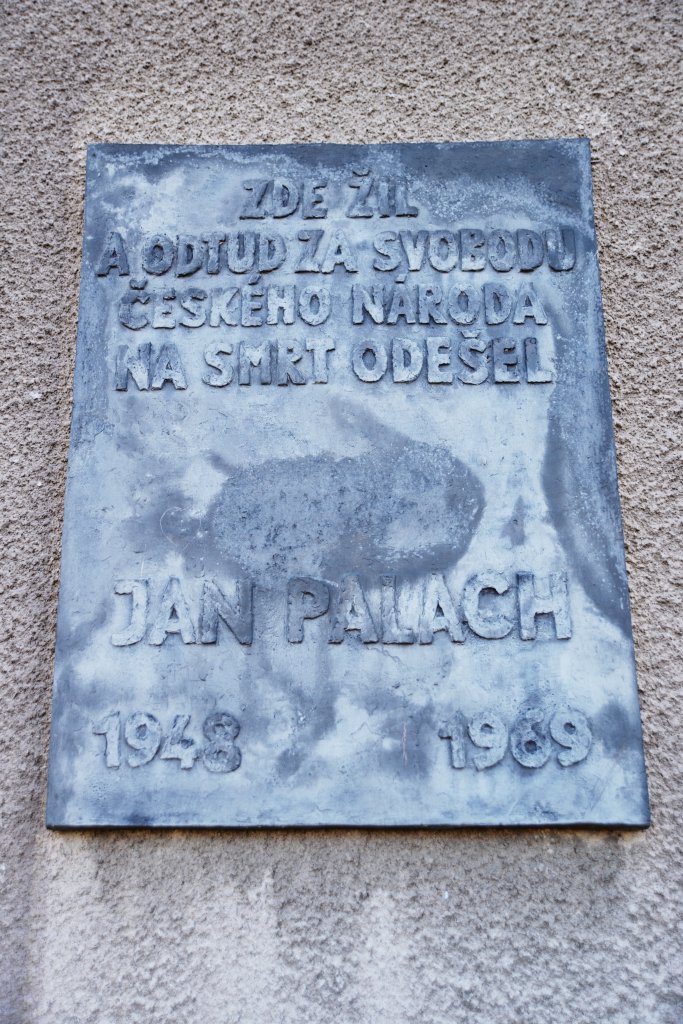 ZDE ŽIL
A ODTUD ZA SVOBODU
ČESKÉHO NÁRODA
NA SMRT ODEŠEL
JAN PALACH
1948 1969